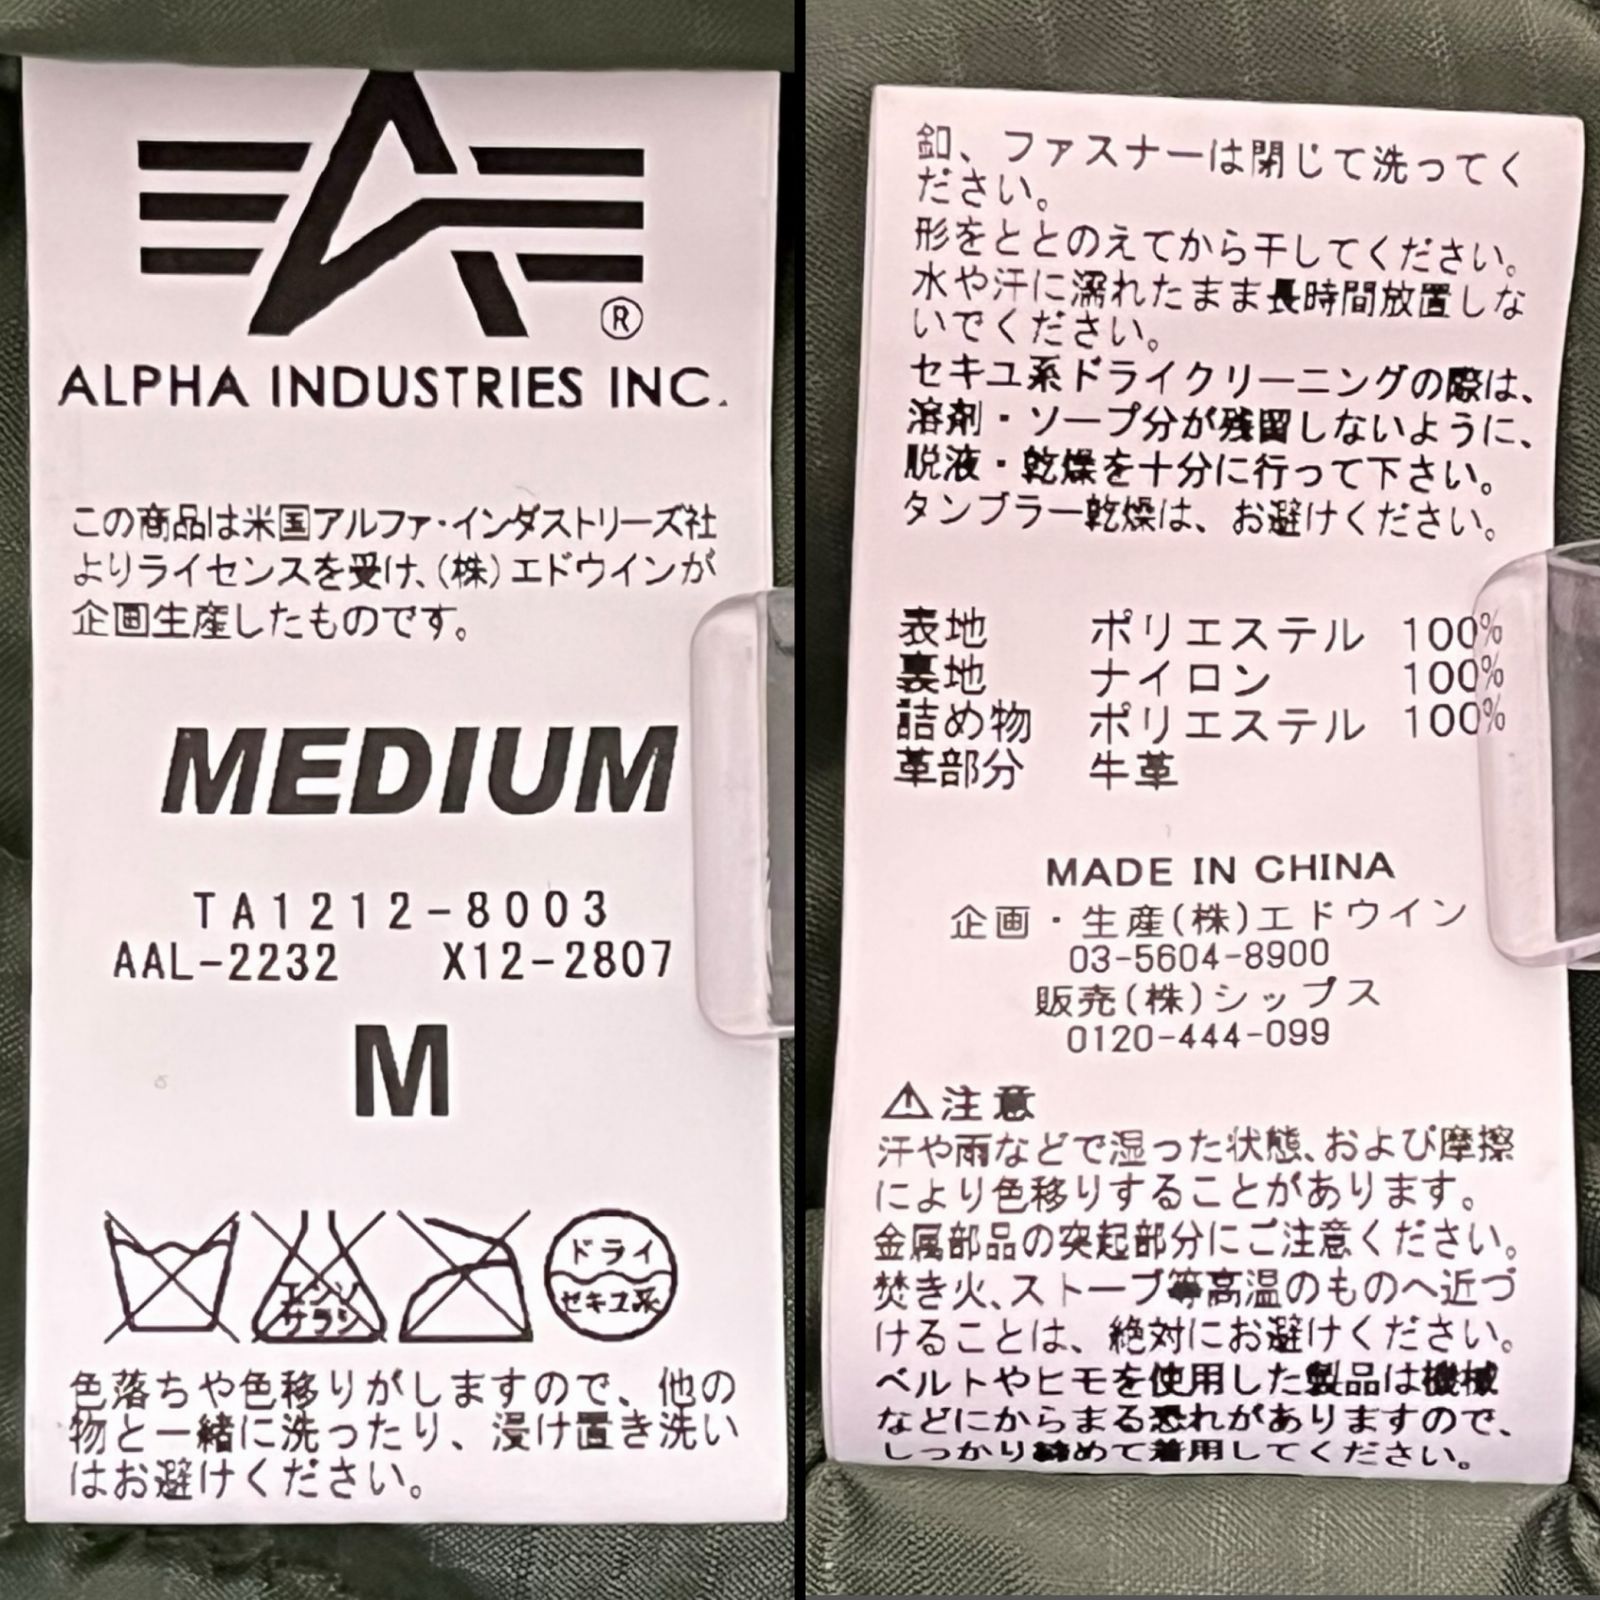 ®
ALPHA INDUSTRIES INC.
この商品は米国アルファ・インダストリーズ社
よりライセンスを受け、(株)エドウインが
企画生産したものです。
MEDIUM
TA1212-8003
AAL-2232 X12-2807
M
エンソ
サラシ
ドライ
セキユ系
色落ちや色移りがしますので、他の
物と一緒に洗ったり、浸け置き洗い
はお避けください。
釦、ファスナーは閉じて洗ってく
ださい。
形をととのえてから干してください。
水や汗に濡れたまま長時間放置しな
いでください。
セキユ系ドライクリーニングの際は、
溶剤・ソープ分が残留しないように、
脱液・乾燥を十分に行って下さい。
タンブラー乾燥は、お避けください。
表地 ポリエステル 100%
裏地 ナイロン 100%
詰め物 ポリエステル 100%
革部分 牛革
MADE IN CHINA
企画・生産(株)エドウイン
03-5604-8900
販売(株)シップス
0120-444-099
⚠注意
汗や雨などで湿った状態、および摩擦
により色移りすることがあります。
金属部品の突起部分にご注意ください。
焚き火、ストーブ等高温のものへ近づ
けることは、絶対にお避けください。
ベルトやヒモを使用した製品は機械
などにからまる恐れがありますので、
しっかり締めて着用してください。